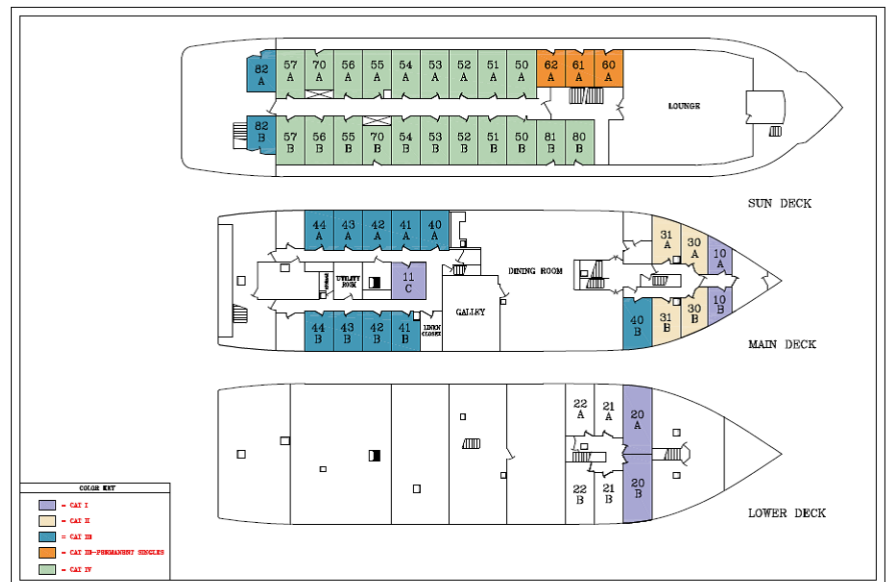 82 A
57 A
70 A
56 A
55 A
54 A
53 A
52 A
51 A
50 A
62 A
61 A
60 A
LOUNGE
82 B
57 B
56 B
55 B
70 B
54 B
53 B
52 B
51 B
50 B
81 B
80 B
SUN DECK
44 A
43 A
42 A
41 A
40 A
31 A
30 A
10 A
UTILITY ROOM
11 C
DINING ROOM
GALLEY
10 B
44 B
43 B
42 B
41 B
LINEN CLOSET
40 B
31 B
30 B
MAIN DECK
22 A
21 A
20 A
22 B
21 B
20 B
LOWER DECK
COLOR KEY
= CAT I
= CAT II
= CAT III
= CAT III-PERMANENT SINGLES
= CAT IV